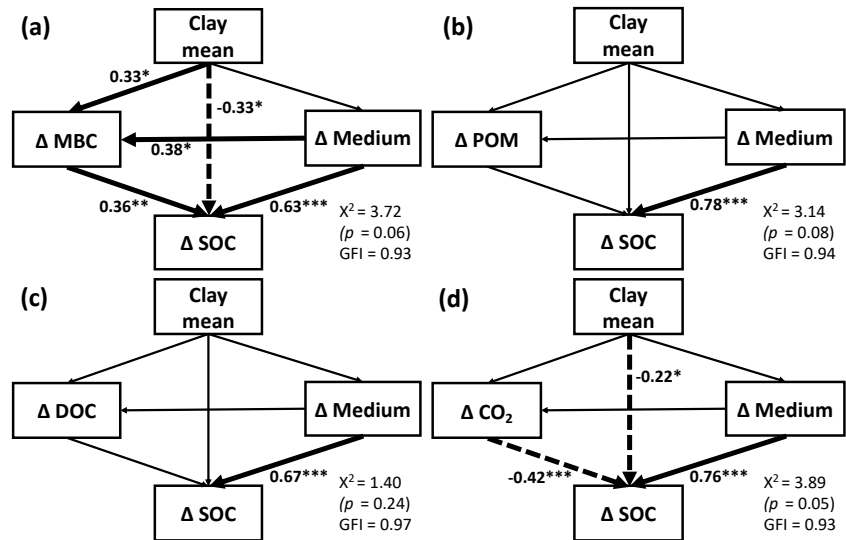 (a)
Clay
mean
0.33*
-0.33*
Δ MBC
Δ Medium
0.38*
0.36**
0.63***
Δ SOC
X² = 3.72
(p = 0.06)
GFI = 0.93
(b)
Clay
mean
Δ POM
Δ Medium
0.78***
Δ SOC
X² = 3.14
(p = 0.08)
GFI = 0.94
(c)
Clay
mean
Δ DOC
Δ Medium
0.67***
Δ SOC
X² = 1.40
(p = 0.24)
GFI = 0.97
(d)
Clay
mean
-0.22*
Δ CO₂
Δ Medium
-0.42***
0.76***
Δ SOC
X² = 3.89
(p = 0.05)
GFI = 0.93